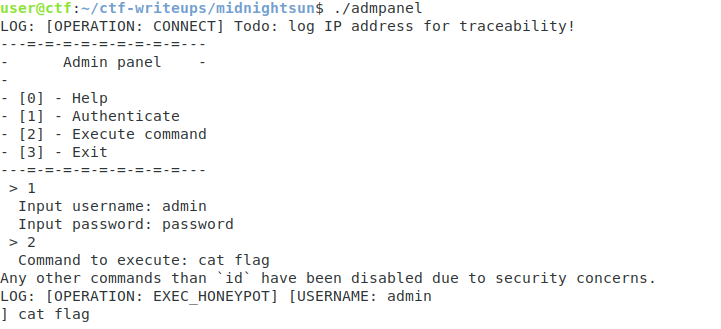 user@ctf:~/ctf-writeups/midnightsun$ ./admpanel
LOG: [OPERATION: CONNECT] Todo: log IP address for traceability!
---=-=-=-=-=-=-=-=-=---
-      Admin panel    -
-
- [0] - Help
- [1] - Authenticate
- [2] - Execute command
- [3] - Exit
---=-=-=-=-=-=-=-=-=---
 > 1
  Input username: admin
  Input password: password
 > 2
  Command to execute: cat flag
Any other commands than `id` have been disabled due to security concerns.
LOG: [OPERATION: EXEC_HONEYPOT] [USERNAME: admin
] cat flag